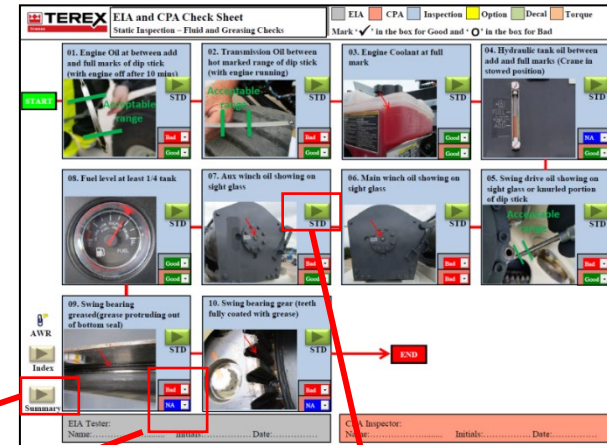 TEREX
EIA and CPA Check Sheet
Static Inspection – Fluid and Greasing Checks
EIA CPA Inspection Option Decal Torque
Mark '✓' in the box for Good and 'O' in the box for Bad
START
01. Engine Oil at between add
and full marks of dip stick
(with engine off after 10 mins)
Acceptable
range
STD
Bad
Good
02. Transmission Oil between
hot marked range of dip stick
(with engine running)
Acceptable
range
STD
Bad
Good
03. Engine Coolant at full
mark
STD
Good
Good
04. Hydraulic tank oil between
add and full marks (Crane in
stowed position)
STD
NA
Good
08. Fuel level at least 1/4 tank
FUEL
STD
Good
Good
07. Aux winch oil showing on
sight glass
STD
Bad
Bad
06. Main winch oil showing on
sight glass
STD
Bad
Bad
05. Swing drive oil showing on
sight glass or knurled portion
of dip stick
Acceptable
STD
Bad
Good
09. Swing bearing
greased(grease protruding out
of bottom seal)
STD
Bad
NA
10. Swing bearing gear (teeth
fully coated with grease)
STD
Bad
Good
END
AWR
Index
Summary
EIA Tester:
Name:........................ Initials:.................... Date:...............
CPA Inspector:
Name:........................ Initials:.................... Date:...............